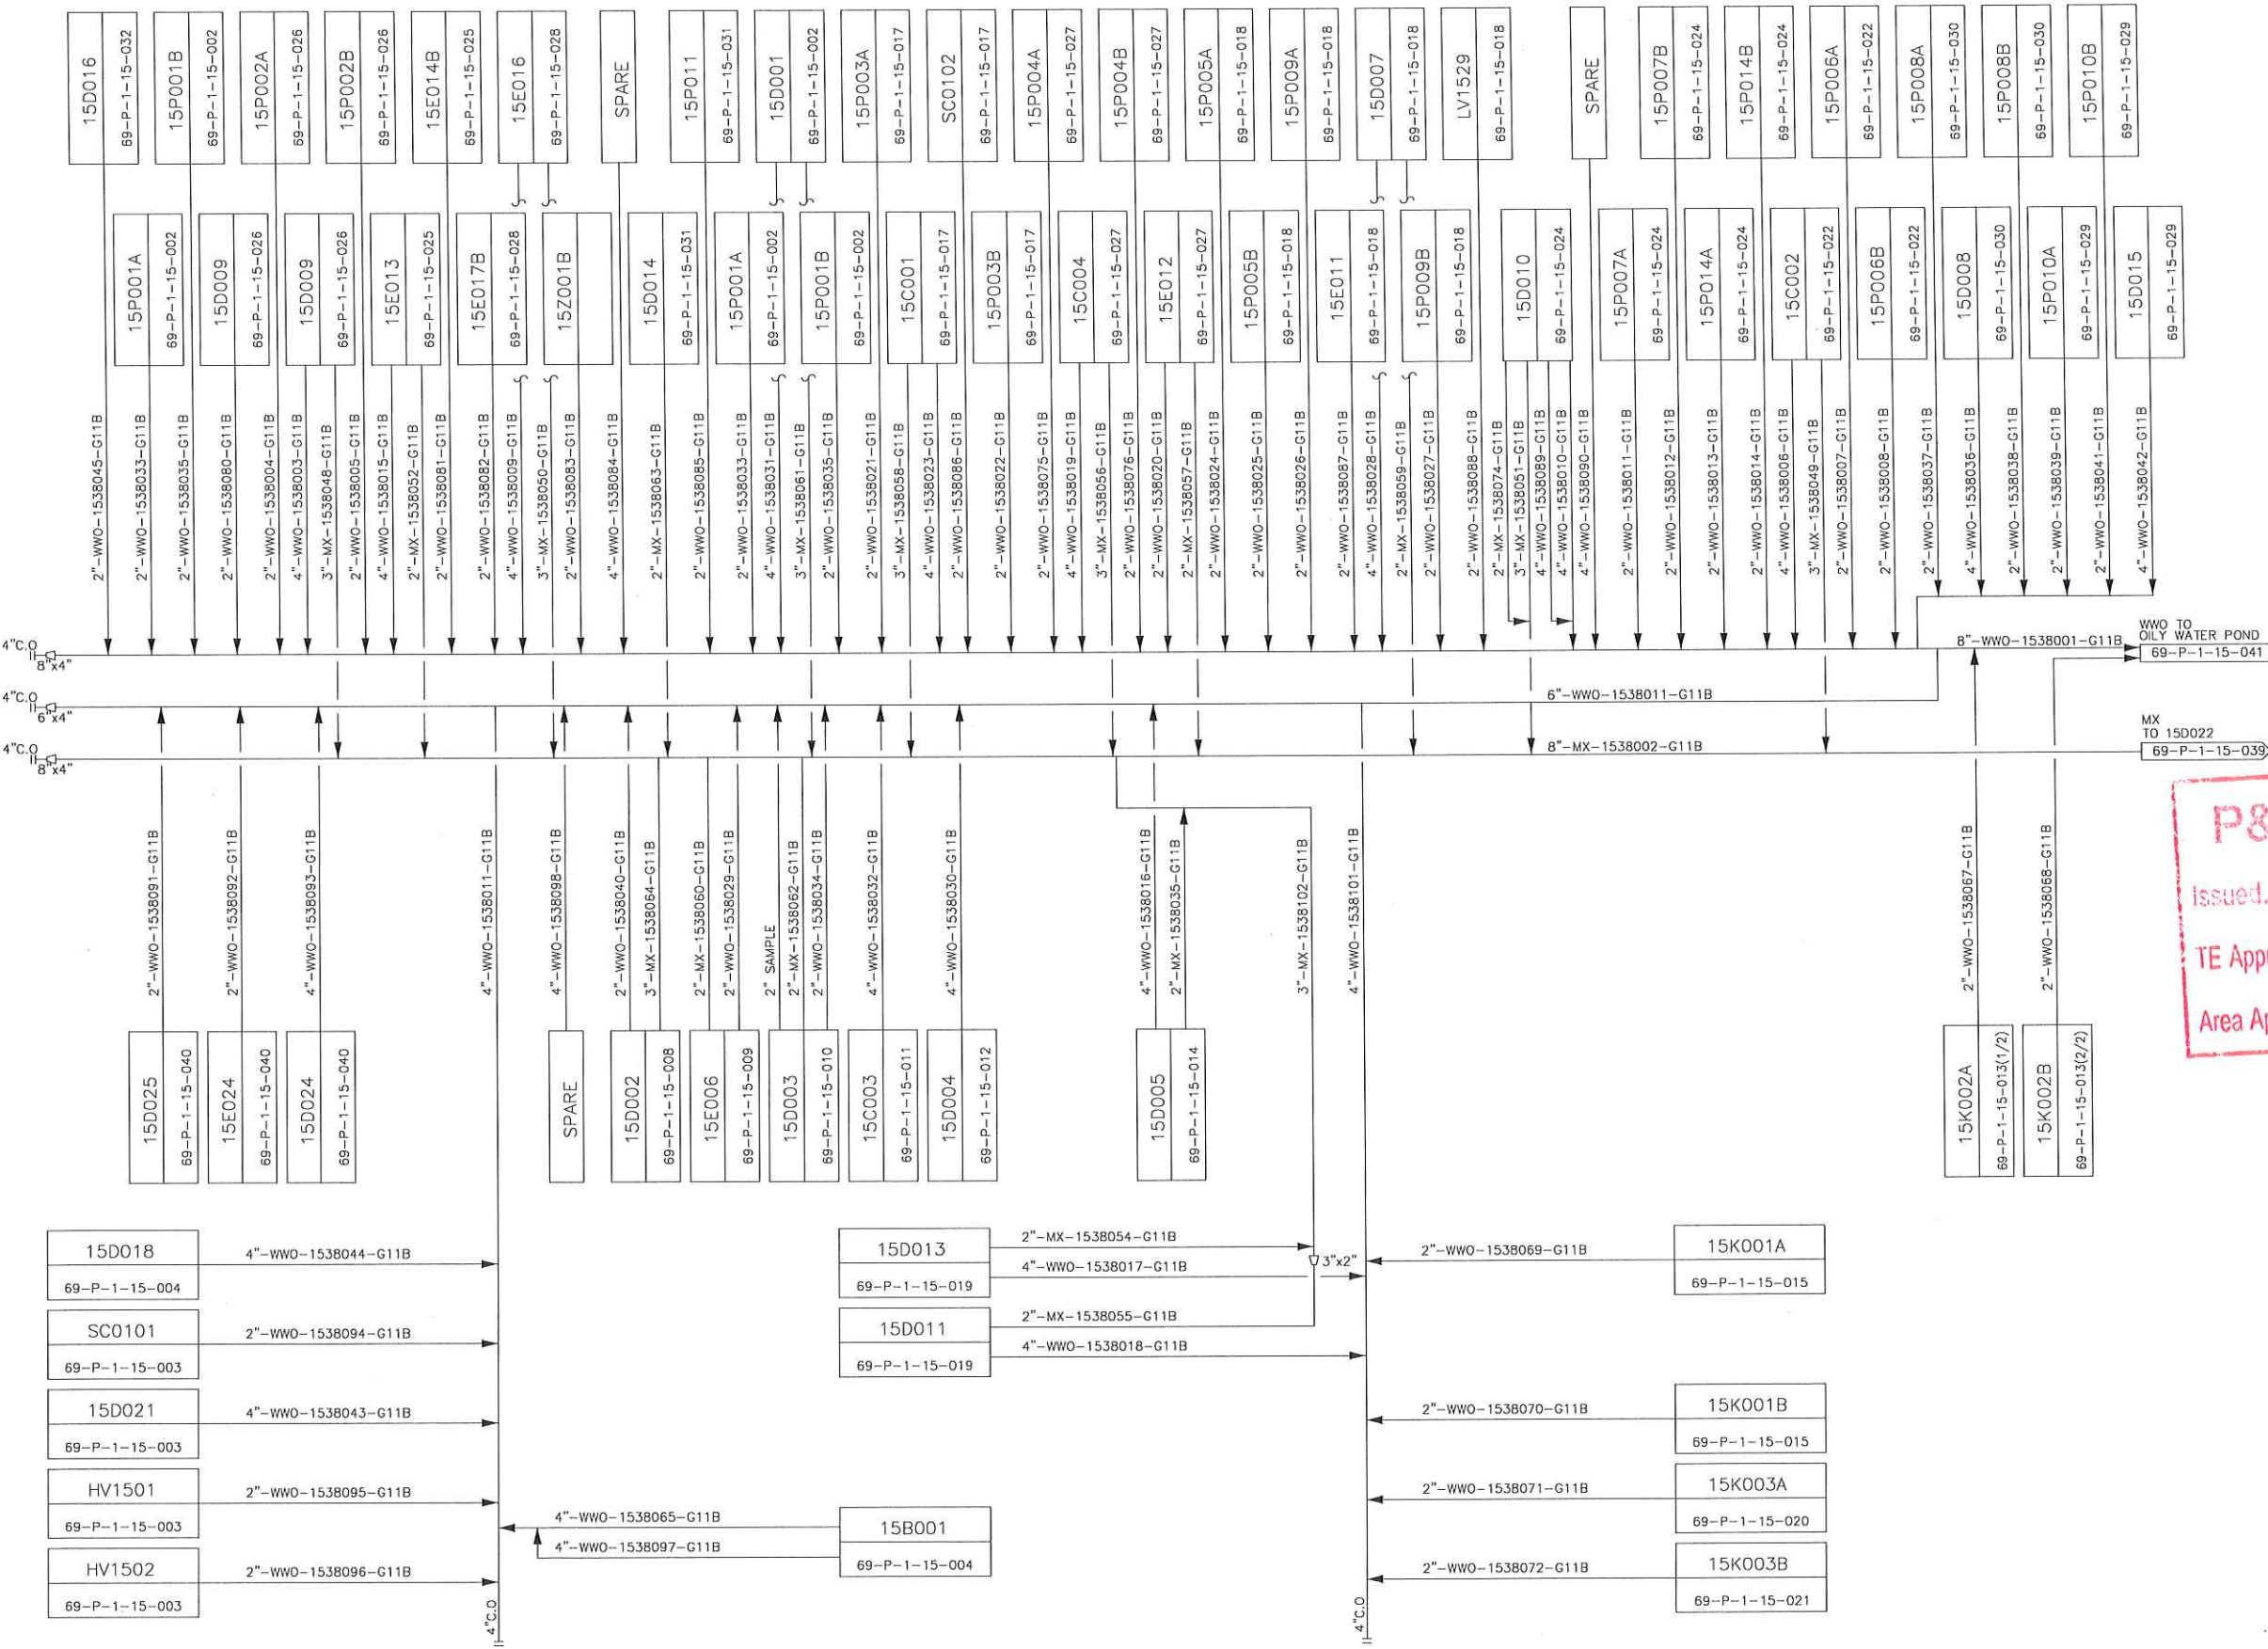 15D016
69-P-1-15-032
15P001B
69-P-1-15-002
15P002A
69-P-1-15-026
15P002B
69-P-1-15-026
15E014B
69-P-1-15-025
15E016
69-P-1-15-028
SPARE
15P011
69-P-1-15-031
15D001
69-P-1-15-002
15P003A
69-P-1-15-017
SC0102
69-P-1-15-017
15P004A
69-P-1-15-027
15P004B
69-P-1-15-027
15P005A
69-P-1-15-018
15P009A
69-P-1-15-018
15D007
69-P-1-15-018
LV1529
69-P-1-15-018
SPARE
15P007B
69-P-1-15-024
15P014B
69-P-1-15-024
15P006A
69-P-1-15-022
15P008A
69-P-1-15-030
15P008B
69-P-1-15-030
15P010B
69-P-1-15-029
15P001A
69-P-1-15-002
15D009
69-P-1-15-026
15D009
69-P-1-15-026
15E013
69-P-1-15-025
15E017B
69-P-1-15-028
15Z001B
15D014
69-P-1-15-031
15P001A
69-P-1-15-002
15P001B
69-P-1-15-002
15C001
69-P-1-15-017
15P003B
69-P-1-15-017
15C004
69-P-1-15-027
15E012
69-P-1-15-027
15P005B
69-P-1-15-018
15E011
69-P-1-15-018
15P009B
69-P-1-15-018
15D010
69-P-1-15-024
15P007A
69-P-1-15-024
15P014A
69-P-1-15-024
15C002
69-P-1-15-022
15P006B
69-P-1-15-022
15D008
69-P-1-15-030
15P010A
69-P-1-15-029
15D015
69-P-1-15-029
2"-WWO-1538045-G11B
2"-WWO-1538033-G11B
2"-WWO-1538035-G11B
2"-WWO-1538080-G11B
2"-WWO-1538004-G11B
4"-WWO-1538003-G11B
3"-MX-1538048-G11B
2"-WWO-1538005-G11B
4"-WWO-1538015-G11B
2"-MX-1538052-G11B
2"-WWO-1538081-G11B
2"-WWO-1538082-G11B
4"-WWO-1538009-G11B
3"-MX-1538050-G11B
2"-WWO-1538083-G11B
4"-WWO-1538084-G11B
2"-MX-1538063-G11B
2"-WWO-1538085-G11B
2"-WWO-1538033-G11B
4"-WWO-1538031-G11B
3"-MX-1538061-G11B
2"-WWO-1538035-G11B
2"-WWO-1538021-G11B
3"-MX-1538058-G11B
4"-WWO-1538023-G11B
2"-WWO-1538086-G11B
2"-WWO-1538022-G11B
2"-WWO-1538075-G11B
4"-WWO-1538019-G11B
3"-MX-1538056-G11B
2"-WWO-1538076-G11B
2"-WWO-1538020-G11B
2"-MX-1538057-G11B
2"-WWO-1538024-G11B
2"-WWO-1538025-G11B
2"-WWO-1538026-G11B
2"-WWO-1538087-G11B
4"-WWO-1538028-G11B
2"-MX-1538059-G11B
2"-WWO-1538027-G11B
2"-WWO-1538088-G11B
2"-MX-1538074-G11B
3"-MX-1538051-G11B
4"-WWO-1538089-G11B
4"-WWO-1538010-G11B
4"-WWO-1538090-G11B
2"-WWO-1538011-G11B
2"-WWO-1538012-G11B
2"-WWO-1538013-G11B
2"-WWO-1538014-G11B
4"-WWO-1538006-G11B
3"-MX-1538049-G11B
2"-WWO-1538007-G11B
2"-WWO-1538008-G11B
2"-WWO-1538037-G11B
4"-WWO-1538036-G11B
2"-WWO-1538038-G11B
2"-WWO-1538039-G11B
2"-WWO-1538041-G11B
4"-WWO-1538042-G11B
4"C.O
8"x4"
8"-WWO-1538001-G11B
WWO TO
OILY WATER POND
69-P-1-15-041
4"C.O
6"x4"
6"-WWO-1538011-G11B
4"C.O
8"x4"
8"-MX-1538002-G11B
MX
TO 15D022
69-P-1-15-039
2"-WWO-1538091-G11B
2"-WWO-1538092-G11B
4"-WWO-1538093-G11B
4"-WWO-1538011-G11B
4"-WWO-1538098-G11B
2"-WWO-1538040-G11B
3"-MX-1538064-G11B
2"-MX-1538060-G11B
2"-WWO-1538029-G11B
2" SAMPLE
2"-MX-1538062-G11B
2"-WWO-1538034-G11B
4"-WWO-1538032-G11B
4"-WWO-1538030-G11B
4"-WWO-1538016-G11B
2"-MX-1538035-G11B
3"-MX-1538102-G11B
4"-WWO-1538101-G11B
2"-WWO-1538067-G11B
2"-WWO-1538068-G11B
P8
Issued.
TE App
Area Ap
15D025
69-P-1-15-040
15E024
69-P-1-15-040
15D024
69-P-1-15-040
SPARE
15D002
69-P-1-15-008
15E006
69-P-1-15-009
15D003
69-P-1-15-010
15C003
69-P-1-15-011
15D004
69-P-1-15-012
15D005
69-P-1-15-014
15K002A
69-P-1-15-013(1/2)
15K002B
69-P-1-15-013(2/2)
15D018
69-P-1-15-004
4"-WWO-1538044-G11B
SC0101
69-P-1-15-003
2"-WWO-1538094-G11B
15D021
69-P-1-15-003
4"-WWO-1538043-G11B
HV1501
69-P-1-15-003
2"-WWO-1538095-G11B
HV1502
69-P-1-15-003
2"-WWO-1538096-G11B
4"C.O
15D013
69-P-1-15-019
2"-MX-1538054-G11B
4"-WWO-1538017-G11B
3"x2"
15D011
69-P-1-15-019
2"-MX-1538055-G11B
4"-WWO-1538018-G11B
4"-WWO-1538065-G11B
4"-WWO-1538097-G11B
15B001
69-P-1-15-004
2"-WWO-1538069-G11B
15K001A
69-P-1-15-015
2"-WWO-1538070-G11B
15K001B
69-P-1-15-015
2"-WWO-1538071-G11B
15K003A
69-P-1-15-020
2"-WWO-1538072-G11B
15K003B
69-P-1-15-021
4"C.O